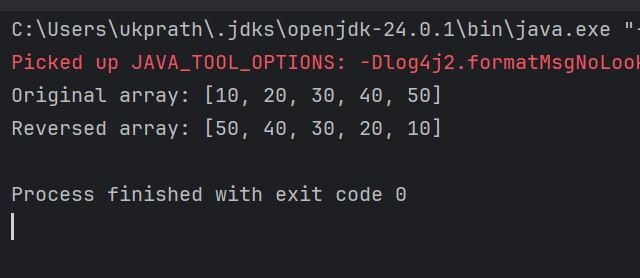 C:\Users\ukprath\.jdks\openjdk-24.0.1\bin\java.exe "-
Picked up JAVA_TOOL_OPTIONS: -Dlog4j2.formatMsgNoLook
Original array: [10, 20, 30, 40, 50]
Reversed array: [50, 40, 30, 20, 10]
Process finished with exit code 0